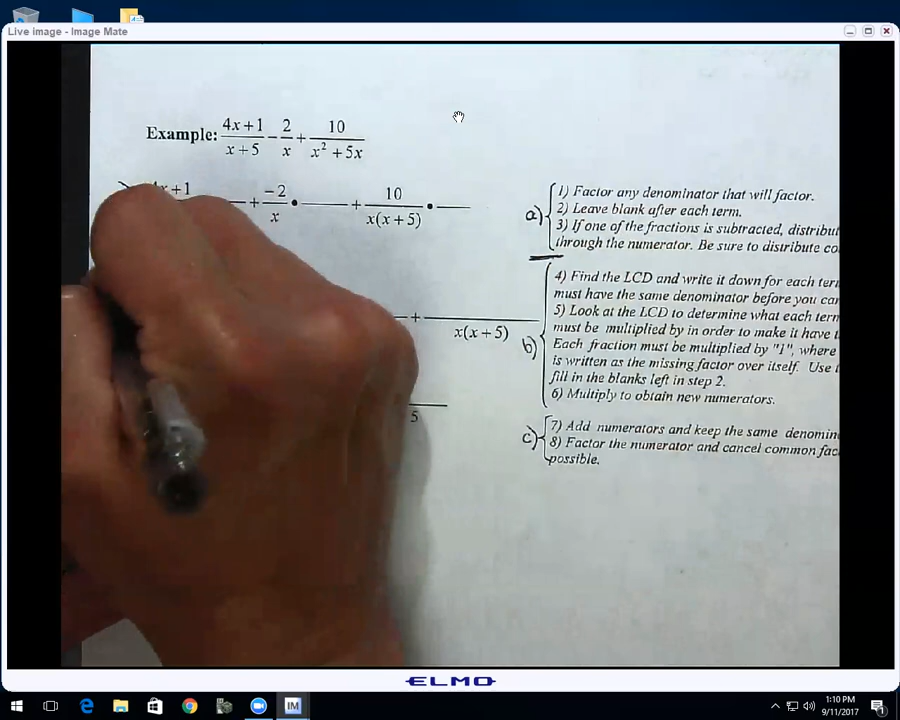 Live image - Image Mate
Example: 4x+1/x+5 − 2/x + 10/x² + 5x
4x+1 + −2/x • ____ + 10/x(x+5) • ____
+ ____/x(x+5)
5
a) 1) Factor any denominator that will factor.
2) Leave blank after each term.
3) If one of the fractions is subtracted, distribut
through the numerator. Be sure to distribute co
b) 4) Find the LCD and write it down for each ter
must have the same denominator before you can
5) Look at the LCD to determine what each term
must be multiplied by in order to make it have t
Each fraction must be multiplied by "1", where
is written as the missing factor over itself. Use t
fill in the blanks left in step 2.
6) Multiply to obtain new numerators.
c) 7) Add numerators and keep the same denomin
8) Factor the numerator and cancel common fac
possible.
ELMO
1:10 PM
9/11/2017